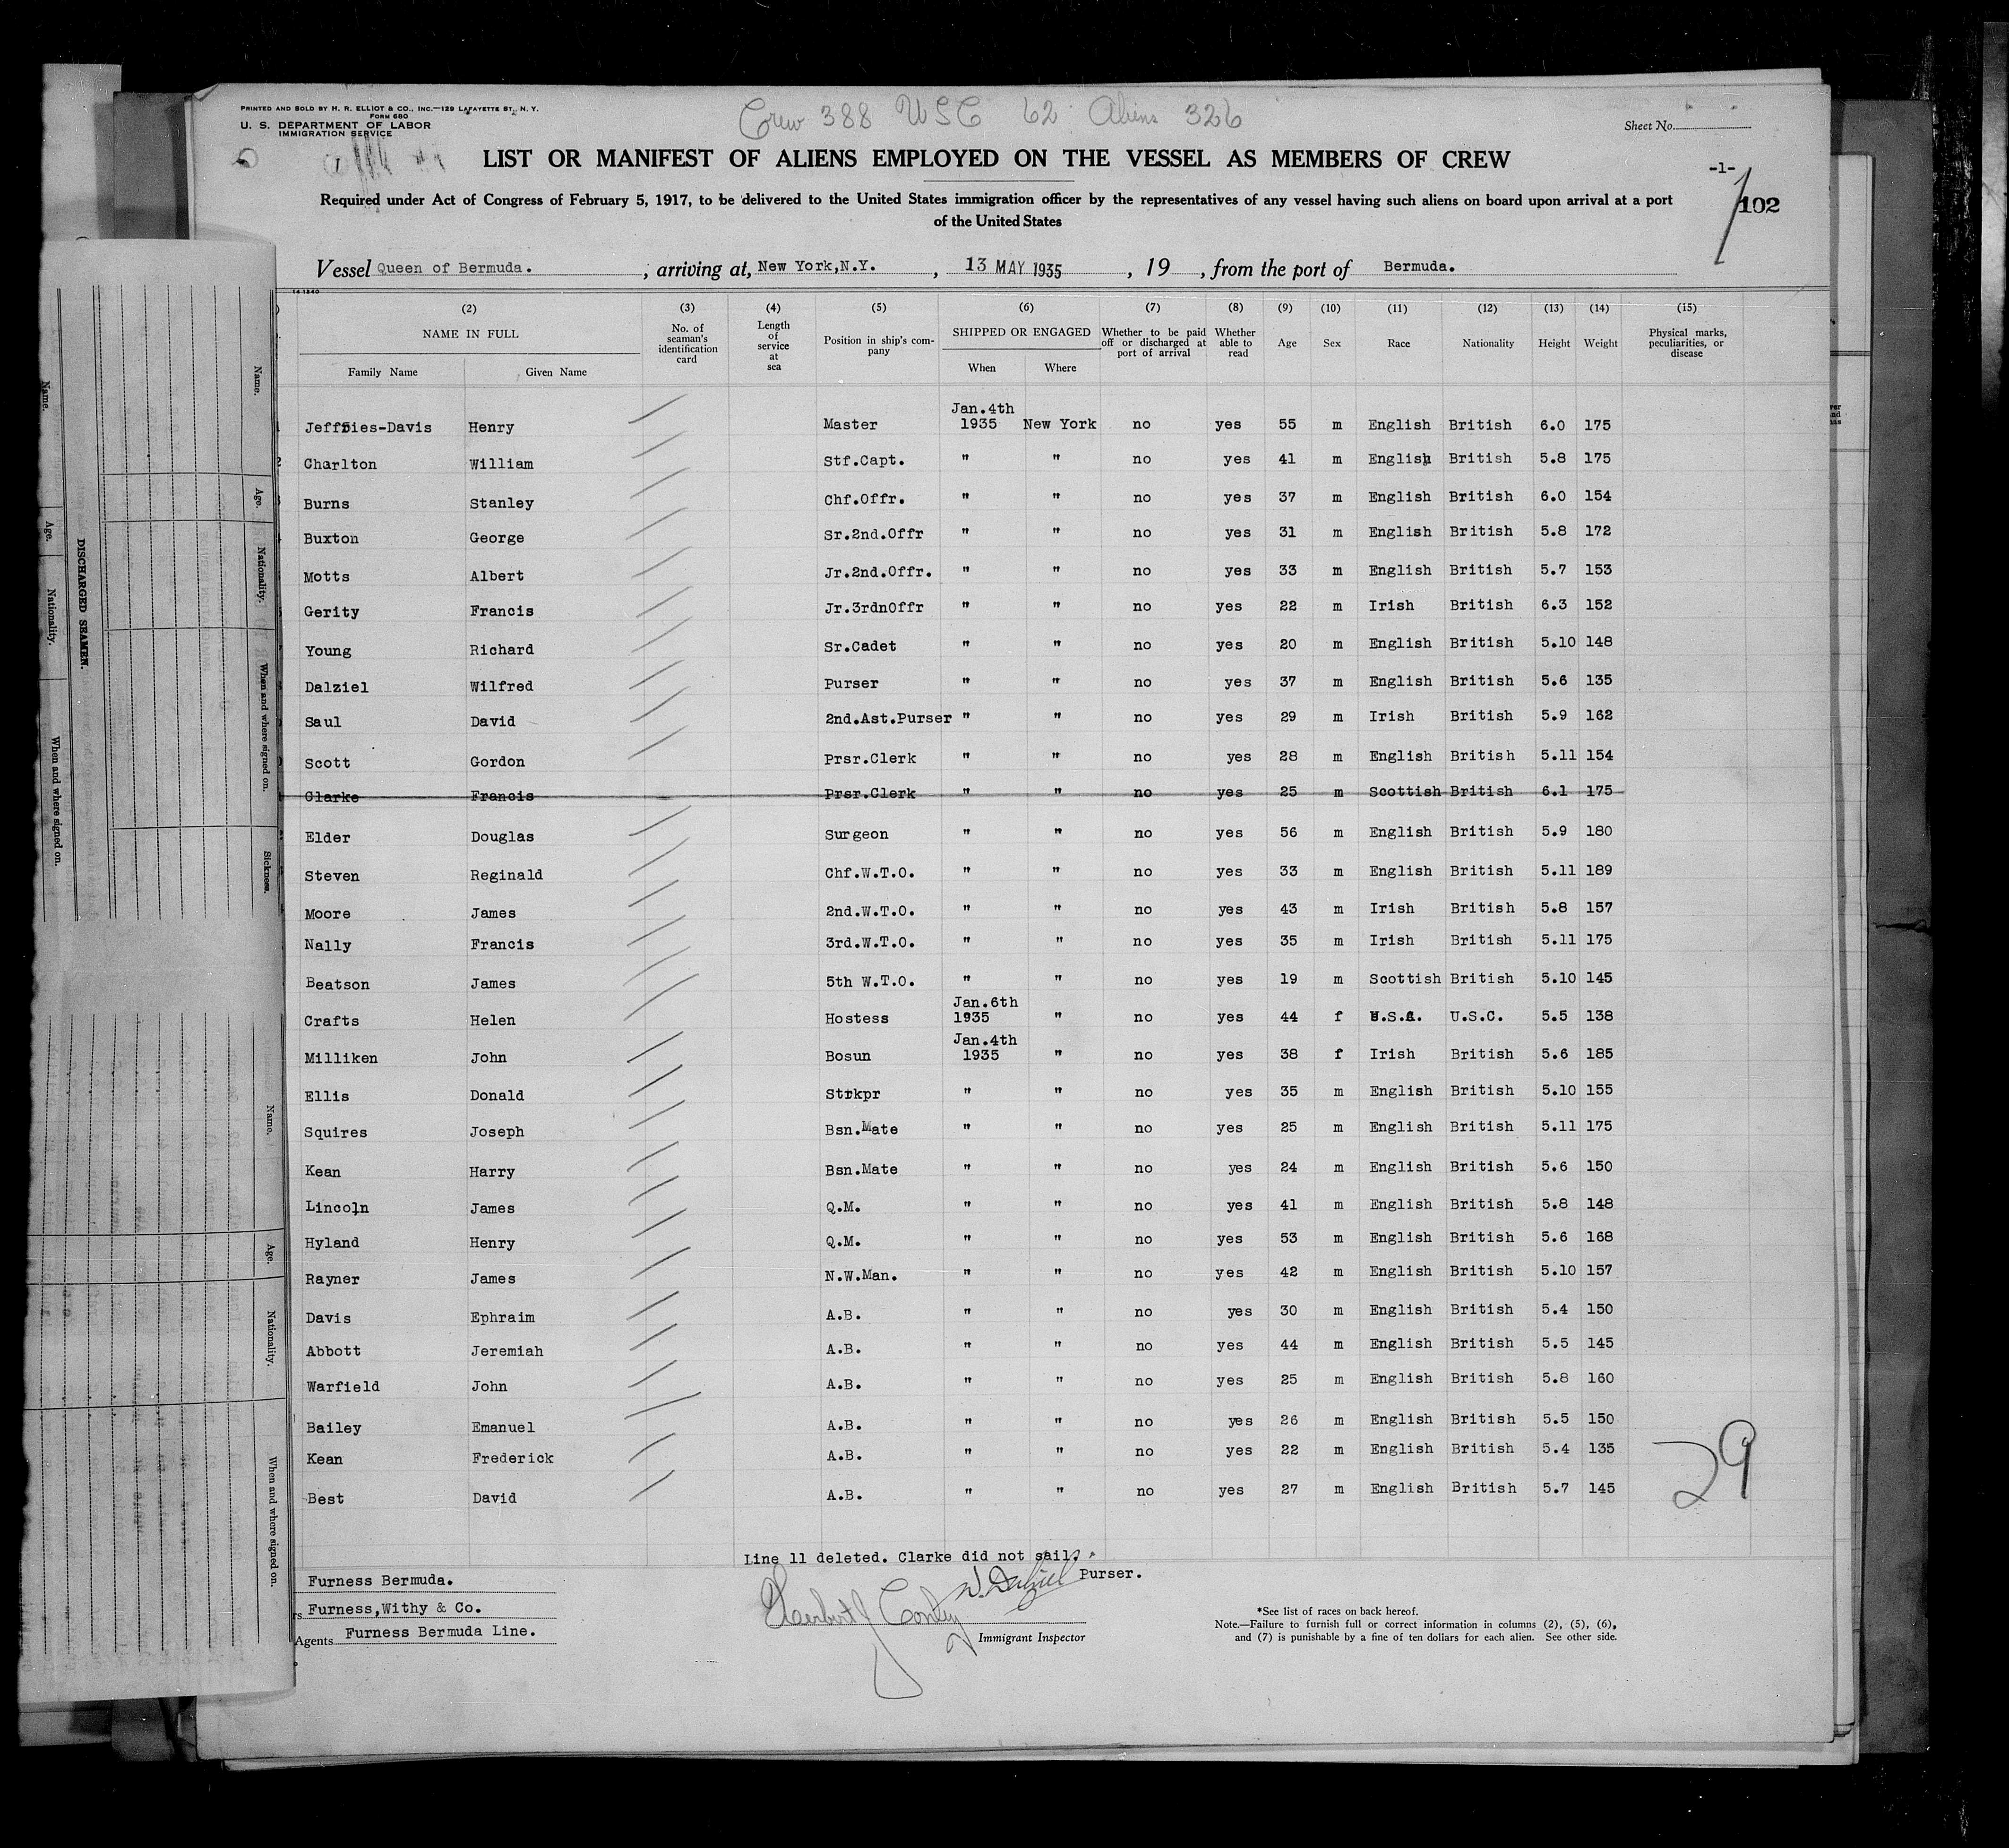 PRINTED AND SOLD BY H. R. ELLIOT & CO., INC.—129 LAFAYETTE ST., N. Y.
FORM 680
U. S. DEPARTMENT OF LABOR
IMMIGRATION SERVICE
Crew 388 USC 62 Aliens 326
Sheet No.
LIST OR MANIFEST OF ALIENS EMPLOYED ON THE VESSEL AS MEMBERS OF CREW
-1-
102
Required under Act of Congress of February 5, 1917, to be delivered to the United States immigration officer by the representatives of any vessel having such aliens on board upon arrival at a port
of the United States
Vessel Queen of Bermuda. , arriving at, New York,N.Y. , 13 MAY 1935 , 19 , from the port of Bermuda.
14 1240
(2) (3) (4) (5) (6) (7) (8) (9) (10) (11) (12) (13) (14) (15)
NAME IN FULL Family Name Given Name
No. of seaman's identification card
Length of service at sea
Position in ship's company
SHIPPED OR ENGAGED When Where
Whether to be paid off or discharged at port of arrival
Whether able to read
Age Sex Race Nationality Height Weight
Physical marks, peculiarities, or disease
Jeffries-Davis Henry Master Jan.4th 1935 New York no yes 55 m English British 6.0 175
Charlton William Stf.Capt. " " no yes 41 m English British 5.8 175
Burns Stanley Chf.Offr. " " no yes 37 m English British 6.0 154
Buxton George Sr.2nd.Offr " " no yes 31 m English British 5.8 172
Motts Albert Jr.2nd.Offr. " " no yes 33 m English British 5.7 153
Gerity Francis Jr.3rdnOffr " " no yes 22 m Irish British 6.3 152
Young Richard Sr.Cadet " " no yes 20 m English British 5.10 148
Dalziel Wilfred Purser " " no yes 37 m English British 5.6 135
Saul David 2nd.Ast.Purser " " no yes 29 m Irish British 5.9 162
Scott Gordon Prsr.Clerk " " no yes 28 m English British 5.11 154
Clarke Francis Prsr.Clerk " " no yes 25 m Scottish British 6.1 175
Elder Douglas Surgeon " " no yes 56 m English British 5.9 180
Steven Reginald Chf.W.T.O. " " no yes 33 m English British 5.11 189
Moore James 2nd.W.T.O. " " no yes 43 m Irish British 5.8 157
Nally Francis 3rd.W.T.O. " " no yes 35 m Irish British 5.11 175
Beatson James 5th W.T.O. " " no yes 19 m Scottish British 5.10 145
Crafts Helen Hostess Jan.6th 1935 " no yes 44 f U.S.A. U.S.C. 5.5 138
Milliken John Bosun Jan.4th 1935 " no yes 38 f Irish British 5.6 185
Ellis Donald Strkpr " " no yes 35 m English British 5.10 155
Squires Joseph Bsn.Mate " " no yes 25 m English British 5.11 175
Kean Harry Bsn.Mate " " no yes 24 m English British 5.6 150
Lincoln James Q.M. " " no yes 41 m English British 5.8 148
Hyland Henry Q.M. " " no yes 53 m English British 5.6 168
Rayner James N.W.Man. " " no yes 42 m English British 5.10 157
Davis Ephraim A.B. " " no yes 30 m English British 5.4 150
Abbott Jeremiah A.B. " " no yes 44 m English British 5.5 145
Warfield John A.B. " " no yes 25 m English British 5.8 160
Bailey Emanuel A.B. " " no yes 26 m English British 5.5 150
Kean Frederick A.B. " " no yes 22 m English British 5.4 135
Best David A.B. " " no yes 27 m English British 5.7 145
29
Line 11 deleted. Clarke did not sail.
W. Dalziel Purser.
Furness Bermuda.
Furness,Withy & Co.
Agents Furness Bermuda Line.
Herbert J Conley
Immigrant Inspector
*See list of races on back hereof.
Note.—Failure to furnish full or correct information in columns (2), (5), (6),
and (7) is punishable by a fine of ten dollars for each alien. See other side.
Name.
Age.
Nationality.
When and where signed on.
DISCHARGED SEAMEN.
Name.
Age.
Nationality.
When and where signed on.
Sickness.
Name.
Age.
Nationality.
When and where signed on.